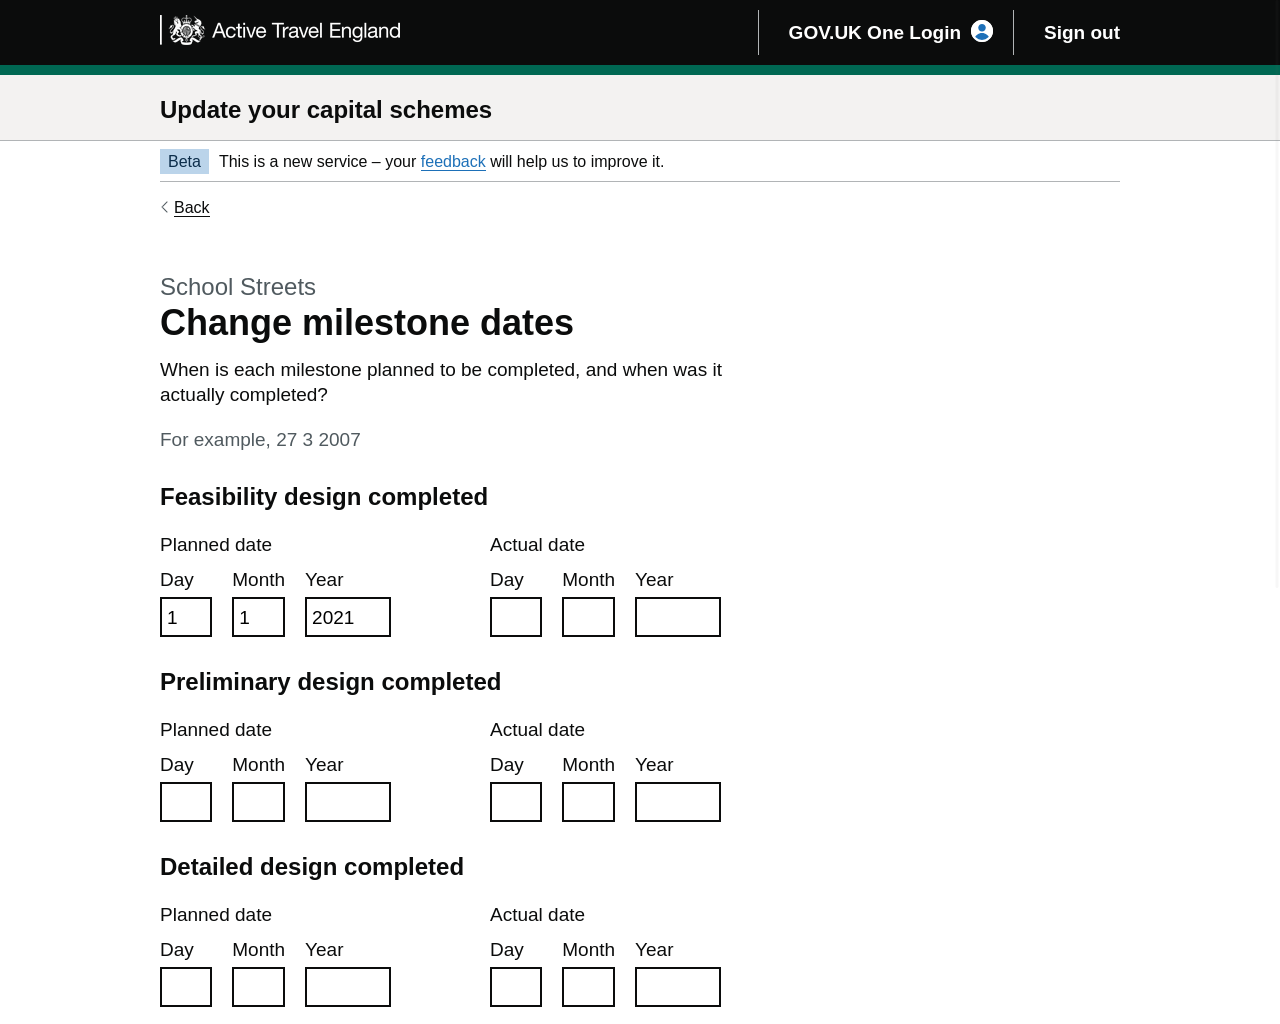 Active Travel England
GOV.UK One Login
Sign out
Update your capital schemes
Beta This is a new service – your feedback will help us to improve it.
Back
School Streets
Change milestone dates
When is each milestone planned to be completed, and when was it
actually completed?
For example, 27 3 2007
Feasibility design completed
Planned date
Actual date
Day Month Year
Day Month Year
1 1 2021
Preliminary design completed
Planned date
Actual date
Day Month Year
Day Month Year
Detailed design completed
Planned date
Actual date
Day Month Year
Day Month Year